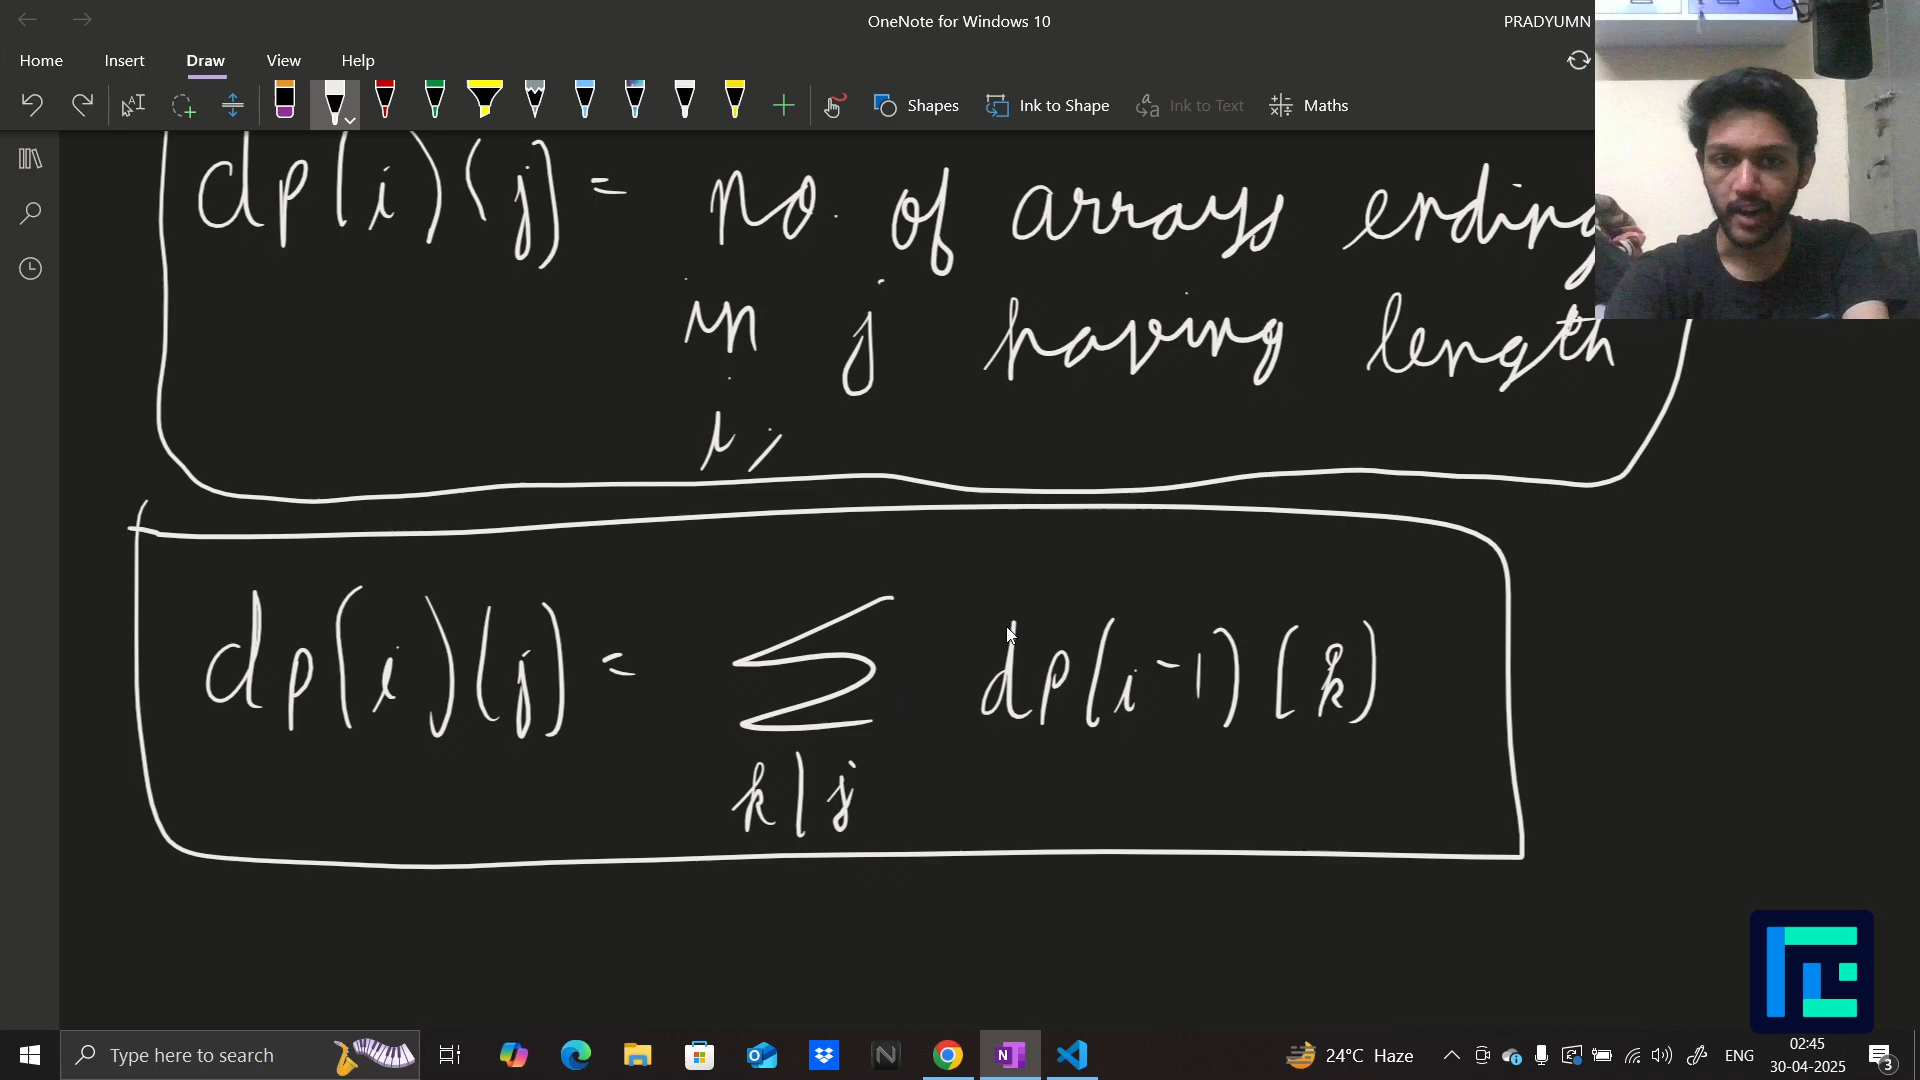 OneNote for Windows 10
PRADYUMN
Home Insert Draw View Help
Shapes Ink to Shape Ink to Text Maths
dp[i][j] = no. of arrays ending
in j having length
i,
dp[i][j] = ∑ dp[i-1][k]
k|j
Type here to search
24°C Haze
ENG
02:45
30-04-2025
3